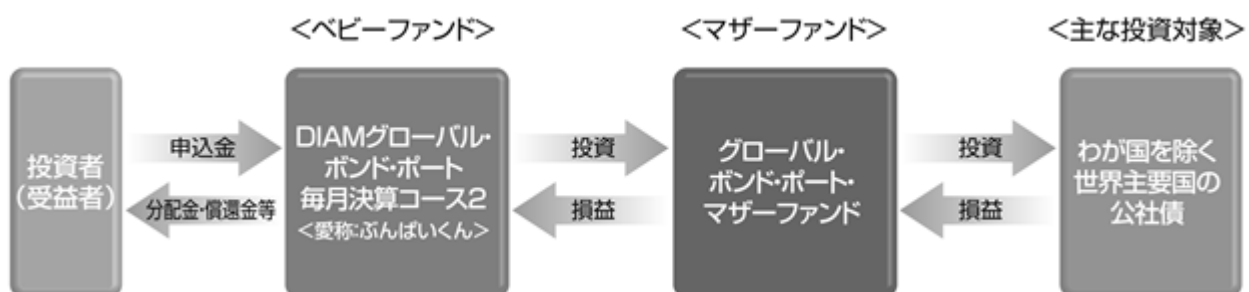 <ベビーファンド>
<マザーファンド>
<主な投資対象>
投資者
(受益者)
申込金
分配金・償還金等
DIAMグローバル・
ボンド・ポート
毎月決算コース2
<愛称:ぶんぱいくん>
投資
損益
グローバル・
ボンド・ポート・
マザーファンド
投資
損益
わが国を除く
世界主要国の
公社債